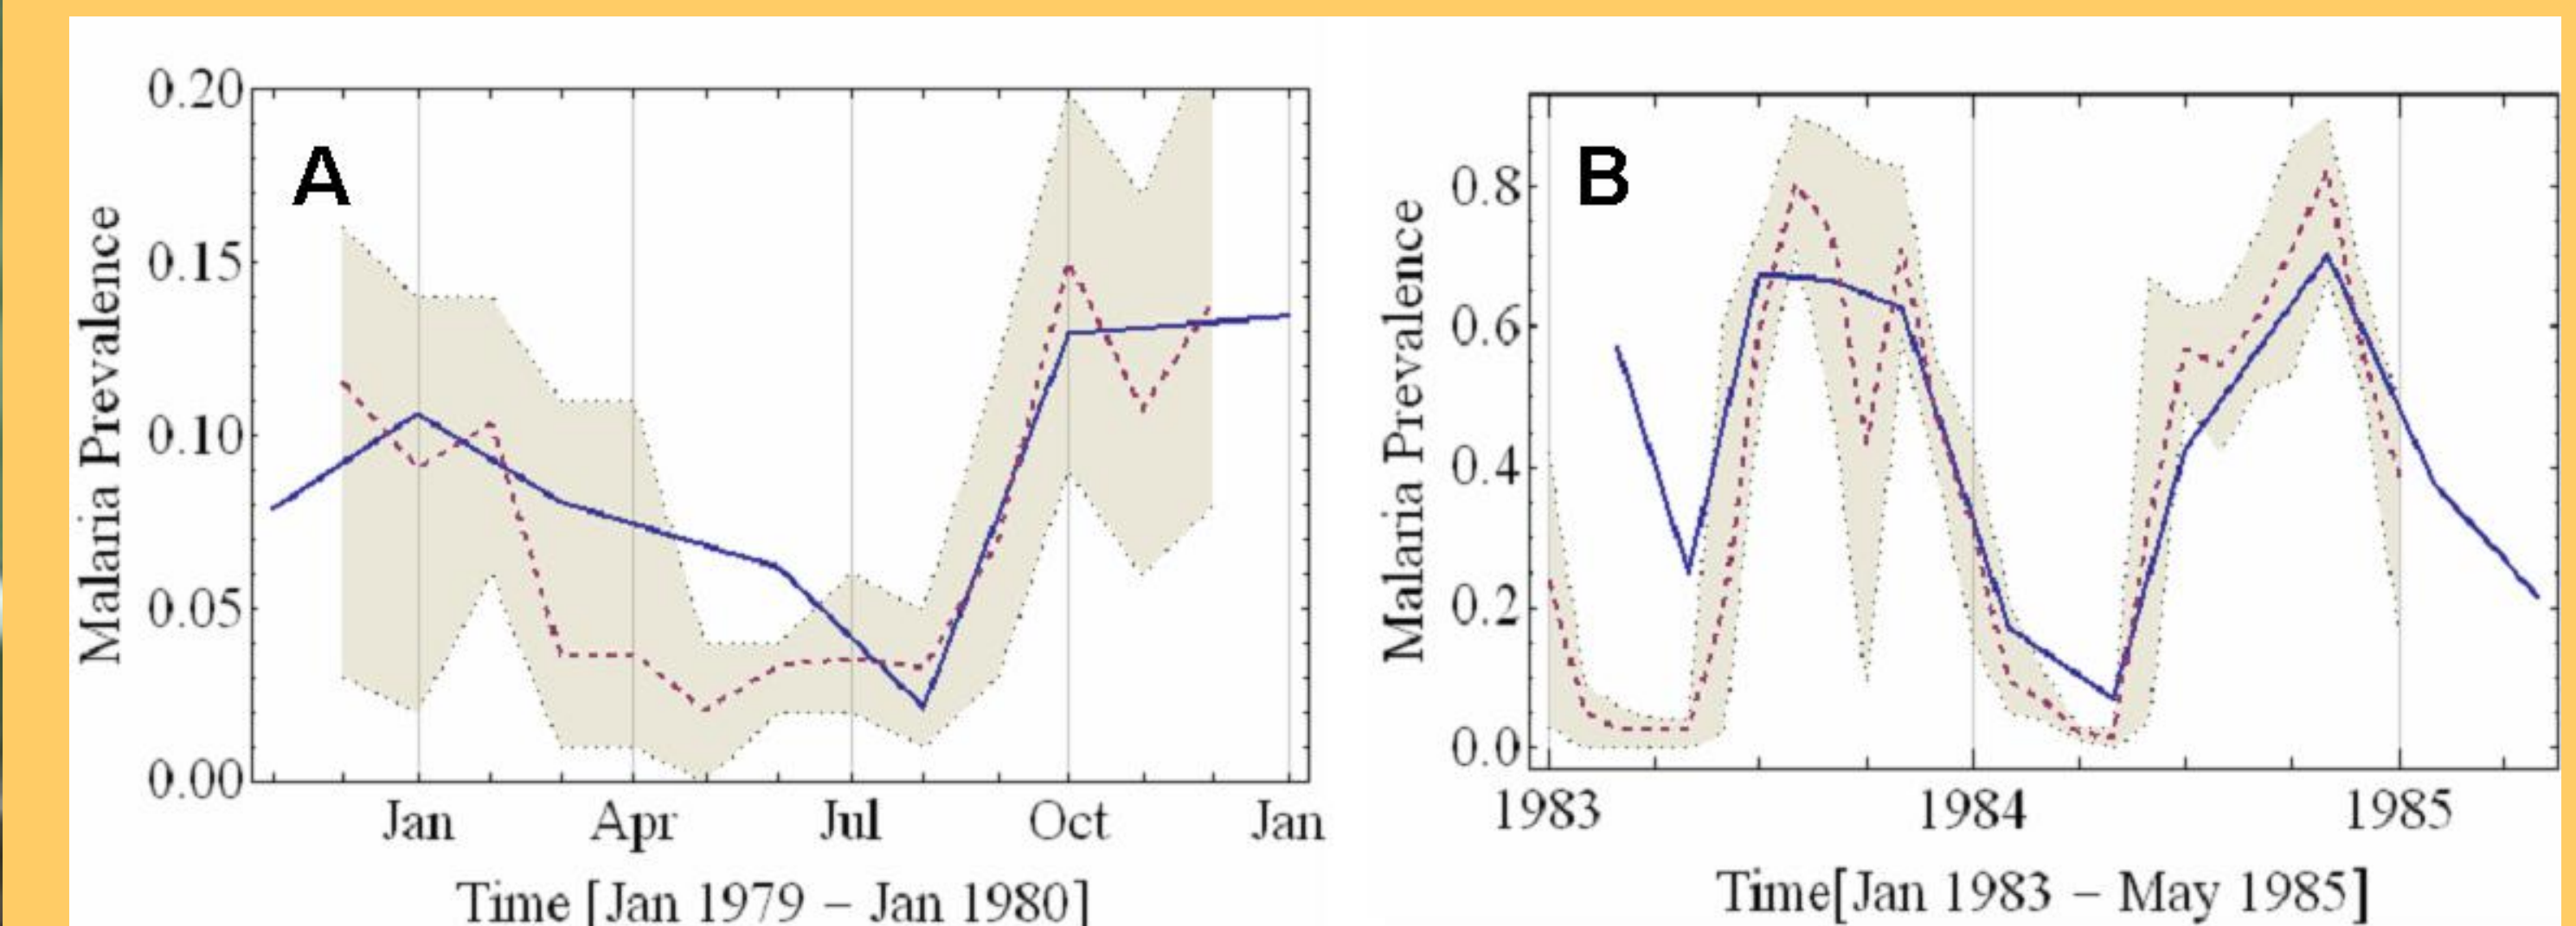 A
Malaria Prevalence
0.20
0.15
0.10
0.05
0.00
Jan Apr Jul Oct Jan
Time [Jan 1979 – Jan 1980]
B
Malaria Prevalence
0.8
0.6
0.4
0.2
0.0
1983 1984 1985
Time[Jan 1983 – May 1985]